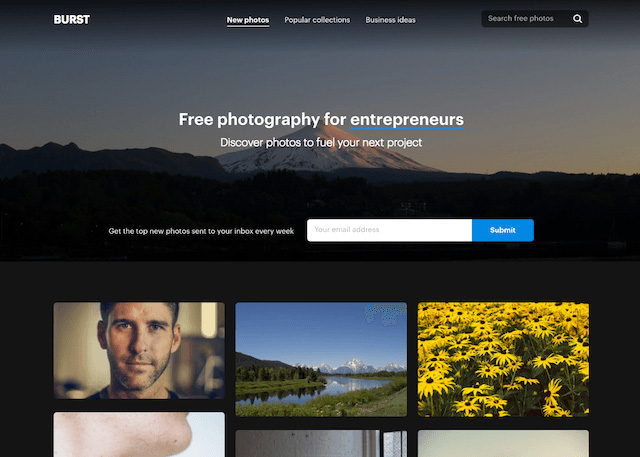 BURST
New photos
Popular collections
Business ideas
Search free photos
Free photography for entrepreneurs
Discover photos to fuel your next project
Get the top new photos sent to your inbox every week
Your email address
Submit